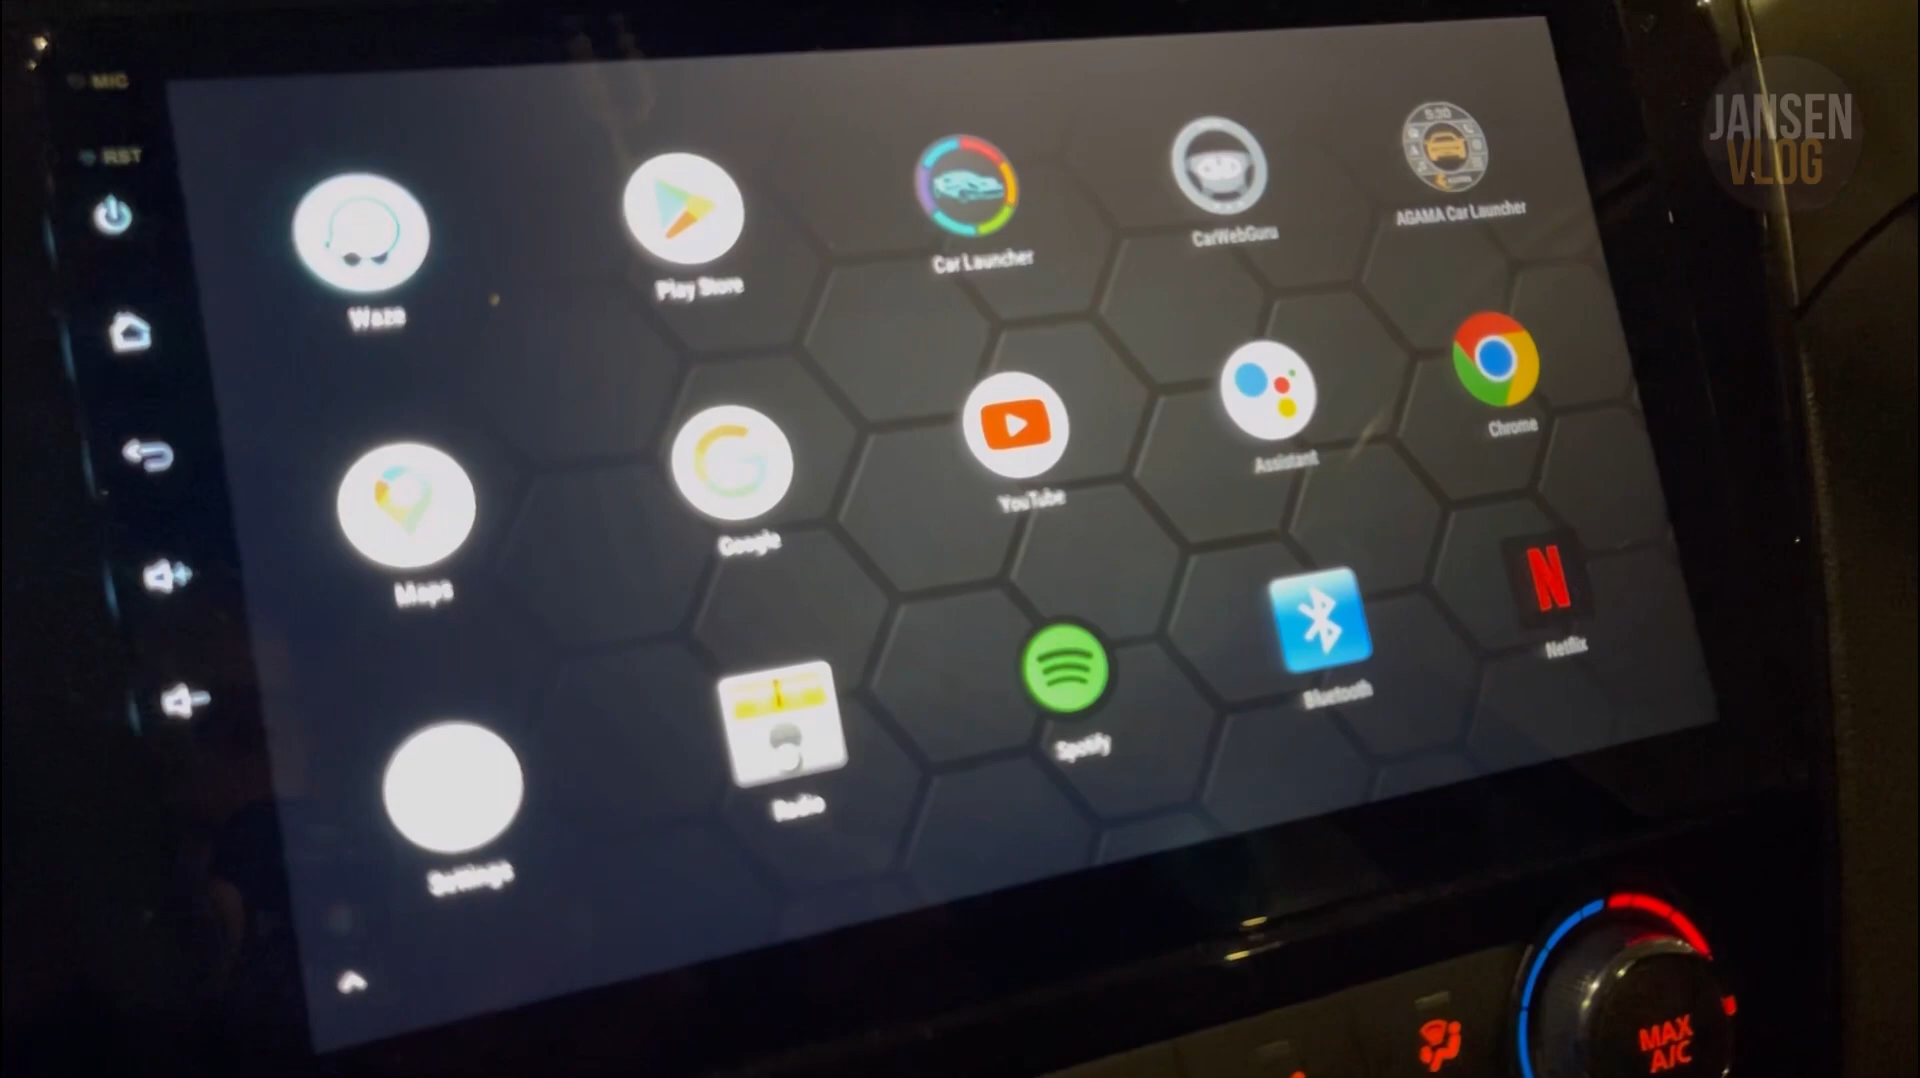 MIC
RST
JANSEN
VLOG
Waze
Play Store
Car Launcher
CarWebGuru
AGAMA Car Launcher
Maps
Google
YouTube
Assistant
Chrome
Settings
Radio
Spotify
Bluetooth
Netflix
MAX
A/C